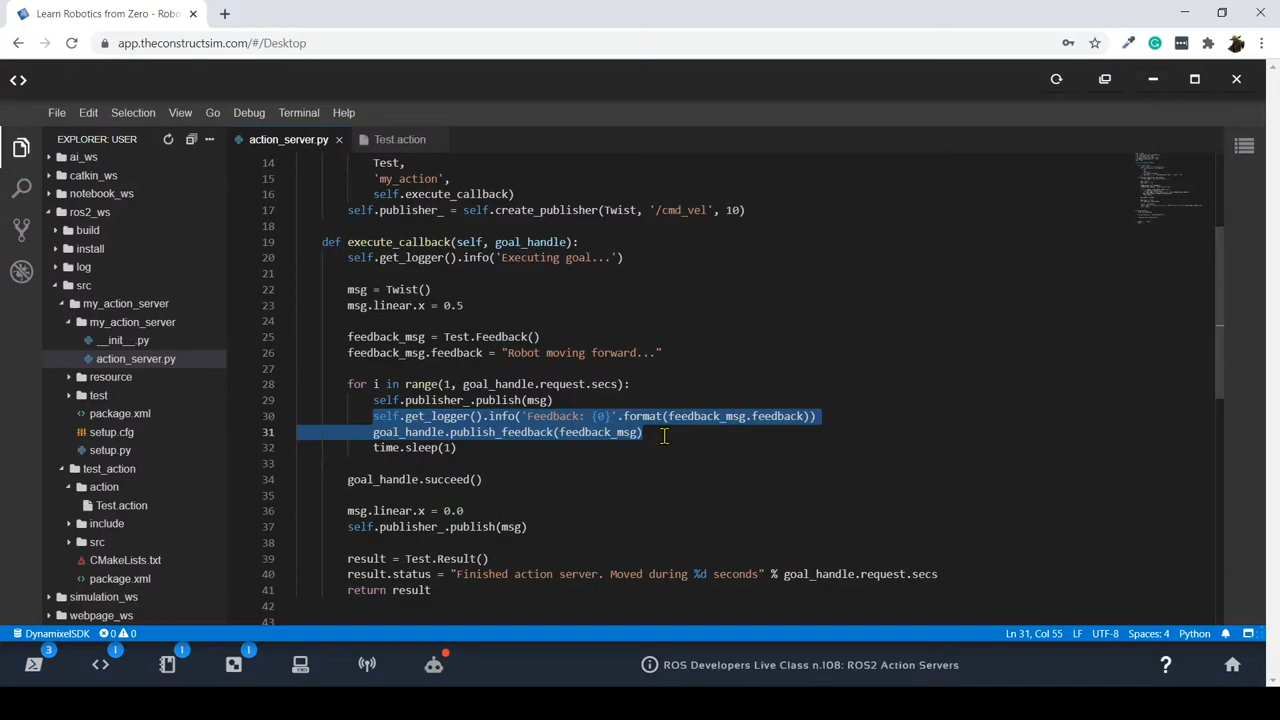 Learn Robotics from Zero - Robo
app.theconstructsim.com/#/Desktop
File Edit Selection View Go Debug Terminal Help
EXPLORER: USER
ai_ws
catkin_ws
notebook_ws
ros2_ws
build
install
log
src
my_action_server
my_action_server
__init__.py
action_server.py
resource
test
package.xml
setup.cfg
setup.py
test_action
action
Test.action
include
src
CMakeLists.txt
package.xml
simulation_ws
webpage_ws
action_server.py
Test.action
14 Test,
15 'my_action',
16 self.execute_callback)
17 self.publisher_ = self.create_publisher(Twist, '/cmd_vel', 10)
18
19 def execute_callback(self, goal_handle):
20 self.get_logger().info('Executing goal...')
21
22 msg = Twist()
23 msg.linear.x = 0.5
24
25 feedback_msg = Test.Feedback()
26 feedback_msg.feedback = "Robot moving forward..."
27
28 for i in range(1, goal_handle.request.secs):
29 self.publisher_.publish(msg)
30 self.get_logger().info('Feedback: {0}'.format(feedback_msg.feedback))
31 goal_handle.publish_feedback(feedback_msg)
32 time.sleep(1)
33
34 goal_handle.succeed()
35
36 msg.linear.x = 0.0
37 self.publisher_.publish(msg)
38
39 result = Test.Result()
40 result.status = "Finished action server. Moved during %d seconds" % goal_handle.request.secs
41 return result
42
43
DynamixelSDK 0 0 Ln 31, Col 55 LF UTF-8 Spaces: 4 Python
3 1 1 1 ROS Developers Live Class n.108: ROS2 Action Servers ?